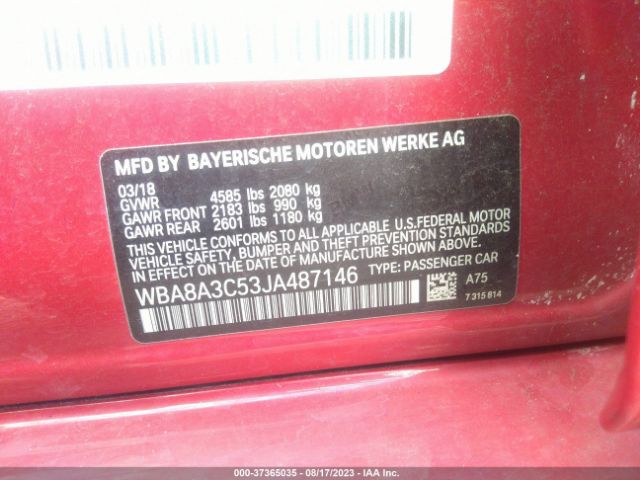 MFD BY BAYERISCHE MOTOREN WERKE AG
03/18
GVWR 4585 lbs 2080 kg
GAWR FRONT 2183 lbs 990 kg
GAWR REAR 2601 lbs 1180 kg
THIS VEHICLE CONFORMS TO ALL APPLICABLE U.S.FEDERAL MOTOR
VEHICLE SAFETY, BUMPER AND THEFT PREVENTION STANDARDS
IN EFFECT ON THE DATE OF MANUFACTURE SHOWN ABOVE.
WBA8A3C53JA487146 TYPE: PASSENGER CAR
A75
7 315 814
000-37365035 - 08/17/2023 - IAAI.com